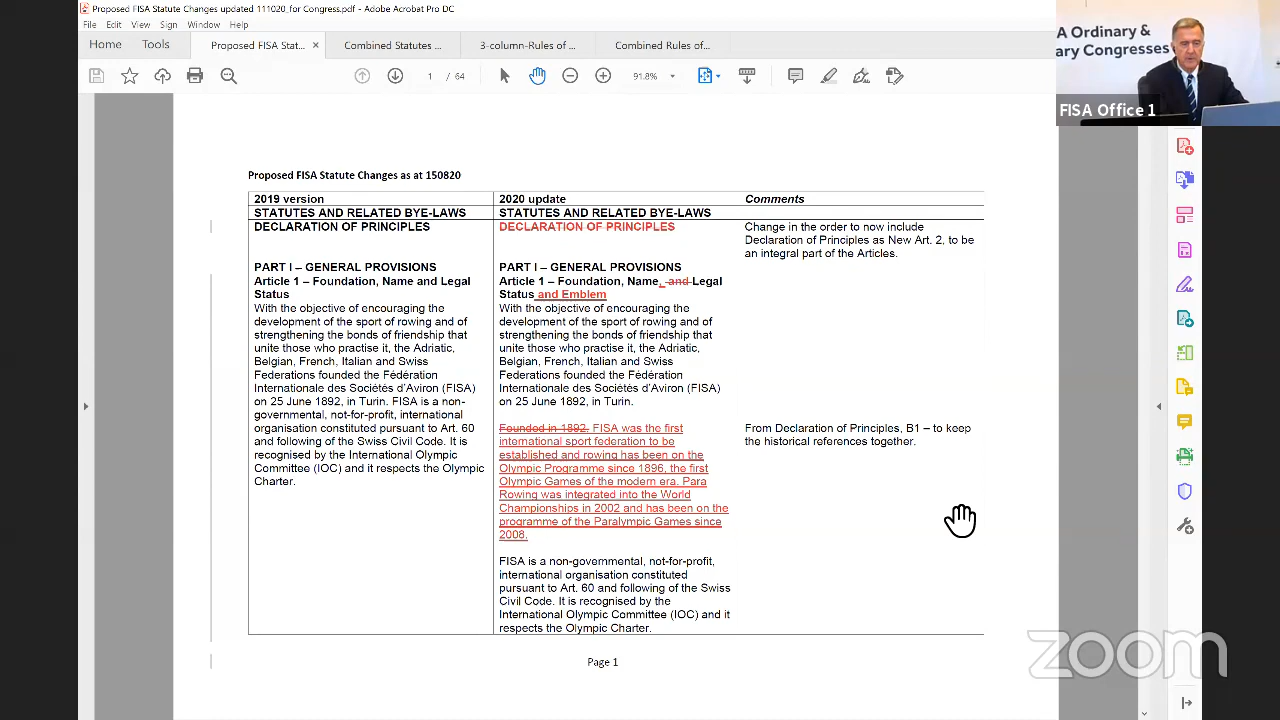 Proposed FISA Statute Changes updated 111020_for Congress.pdf - Adobe Acrobat Pro DC
File Edit View Sign Window Help
Home Tools Proposed FISA Stat... × Combined Statutes ... 3-column-Rules of ... Combined Rules of...
1 / 64 91.8%
A Ordinary &
ary Congresses
FISA Office 1
Proposed FISA Statute Changes as at 150820
2019 version
STATUTES AND RELATED BYE-LAWS
DECLARATION OF PRINCIPLES
PART I – GENERAL PROVISIONS
Article 1 – Foundation, Name and Legal
Status
With the objective of encouraging the
development of the sport of rowing and of
strengthening the bonds of friendship that
unite those who practise it, the Adriatic,
Belgian, French, Italian and Swiss
Federations founded the Fédération
Internationale des Sociétés d'Aviron (FISA)
on 25 June 1892, in Turin. FISA is a non-
governmental, not-for-profit, international
organisation constituted pursuant to Art. 60
and following of the Swiss Civil Code. It is
recognised by the International Olympic
Committee (IOC) and it respects the Olympic
Charter.
2020 update
STATUTES AND RELATED BYE-LAWS
DECLARATION OF PRINCIPLES
PART I – GENERAL PROVISIONS
Article 1 – Foundation, Name, and Legal
Status and Emblem
With the objective of encouraging the
development of the sport of rowing and of
strengthening the bonds of friendship that
unite those who practise it, the Adriatic,
Belgian, French, Italian and Swiss
Federations founded the Fédération
Internationale des Sociétés d'Aviron (FISA)
on 25 June 1892, in Turin.
Founded in 1892. FISA was the first
international sport federation to be
established and rowing has been on the
Olympic Programme since 1896, the first
Olympic Games of the modern era. Para
Rowing was integrated into the World
Championships in 2002 and has been on the
programme of the Paralympic Games since
2008.
FISA is a non-governmental, not-for-profit,
international organisation constituted
pursuant to Art. 60 and following of the Swiss
Civil Code. It is recognised by the
International Olympic Committee (IOC) and it
respects the Olympic Charter.
Comments
Change in the order to now include
Declaration of Principles as New Art. 2, to be
an integral part of the Articles.
From Declaration of Principles, B1 – to keep
the historical references together.
Page 1
zoom